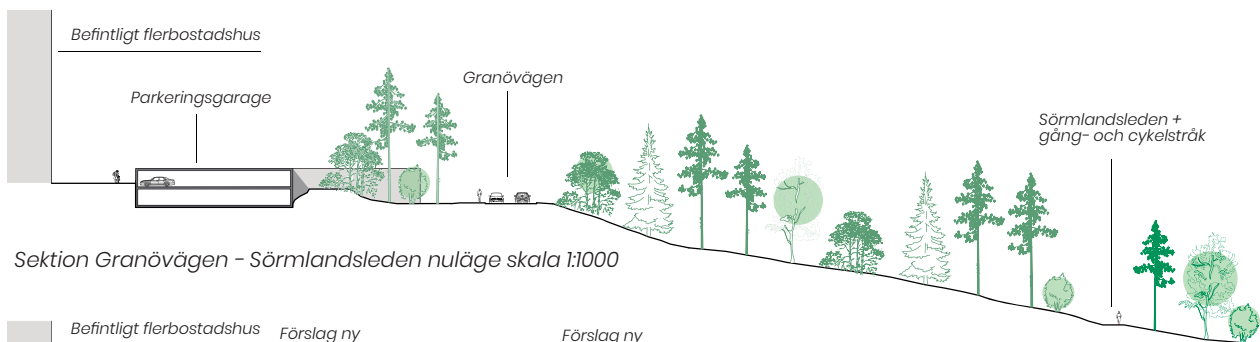 Befintligt flerbostadshus
Granövägen
Parkeringsgarage
Sörmlandsleden +
gång- och cykelstråk
Sektion Granövägen - Sörmlandsleden nuläge skala 1:1000
Befintligt flerbostadshus
Förslag ny
Förslag ny